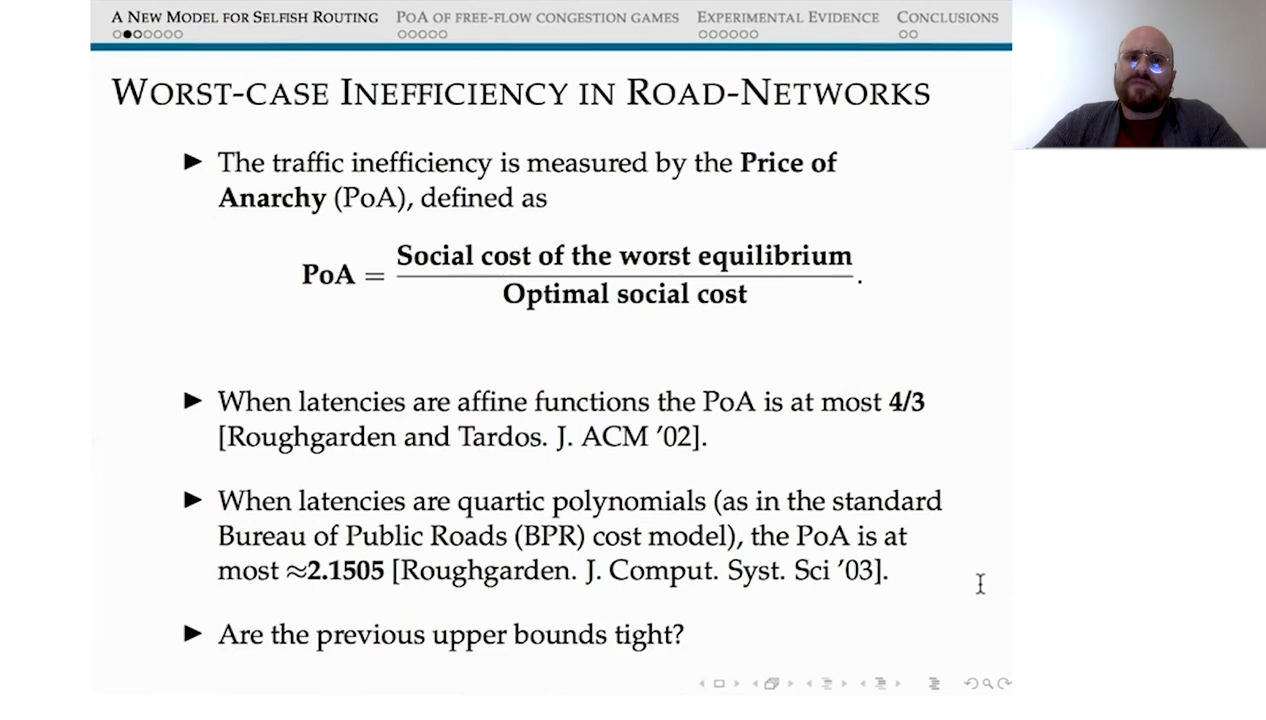 A NEW MODEL FOR SELFISH ROUTING POA OF FREE-FLOW CONGESTION GAMES EXPERIMENTAL EVIDENCE CONCLUSIONS
WORST-CASE INEFFICIENCY IN ROAD-NETWORKS
► The traffic inefficiency is measured by the Price of
Anarchy (PoA), defined as
PoA = Social cost of the worst equilibrium
Optimal social cost .
► When latencies are affine functions the PoA is at most 4/3
[Roughgarden and Tardos. J. ACM '02].
► When latencies are quartic polynomials (as in the standard
Bureau of Public Roads (BPR) cost model), the PoA is at
most ≈2.1505 [Roughgarden. J. Comput. Syst. Sci '03].
► Are the previous upper bounds tight?